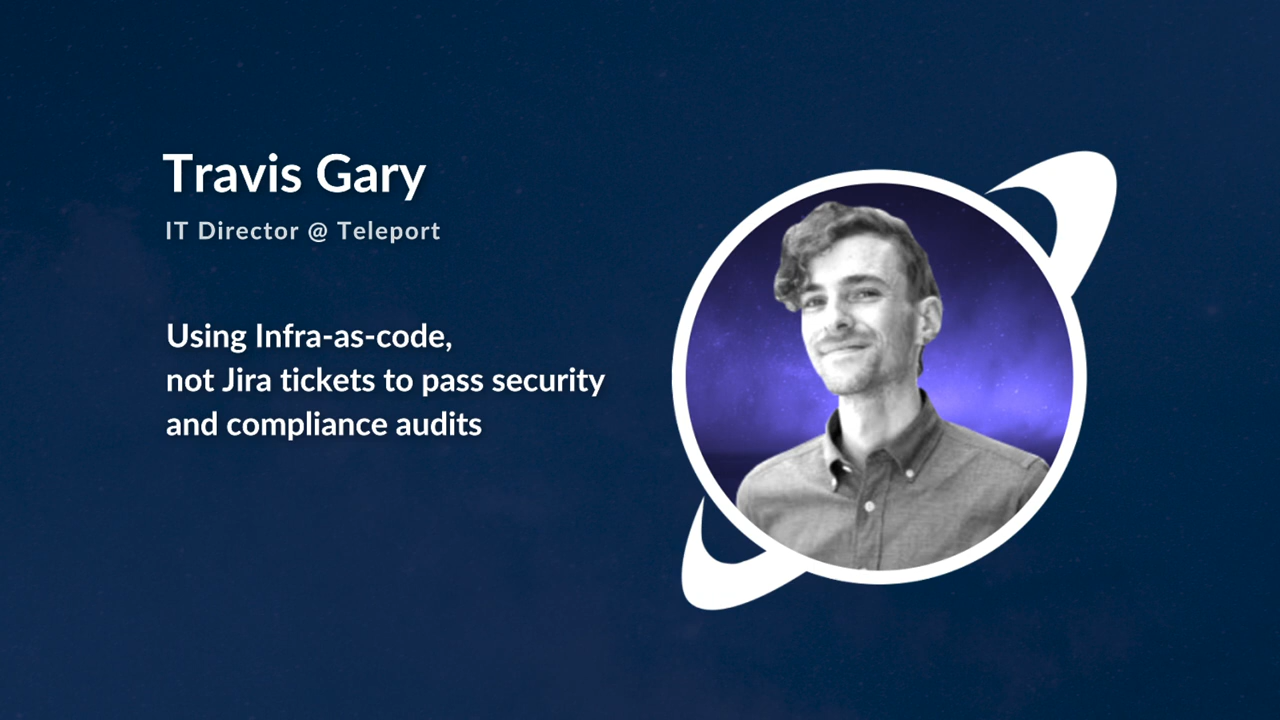 Travis Gary
IT Director @ Teleport
Using Infra-as-code,
not Jira tickets to pass security
and compliance audits